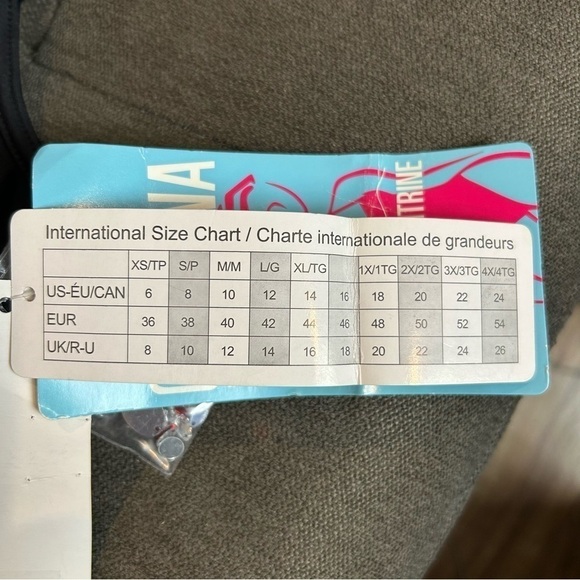 NA
TRINE
International Size Chart / Charte internationale de grandeurs
XS/TP S/P M/M L/G XL/TG 1X/1TG 2X/2TG 3X/3TG 4X/4TG
US-ÉU/CAN 6 8 10 12 14 16 18 20 22 24
EUR 36 38 40 42 44 46 48 50 52 54
UK/R-U 8 10 12 14 16 18 20 22 24 26